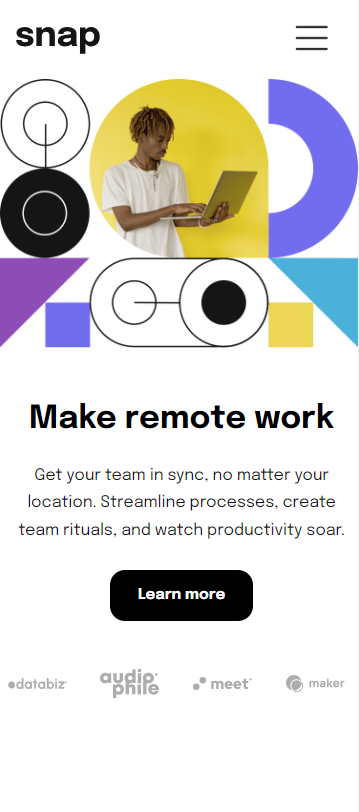 snap
Make remote work
Get your team in sync, no matter your
location. Streamline processes, create
team rituals, and watch productivity soar.
Learn more
databiz
audio
phile
meet
maker